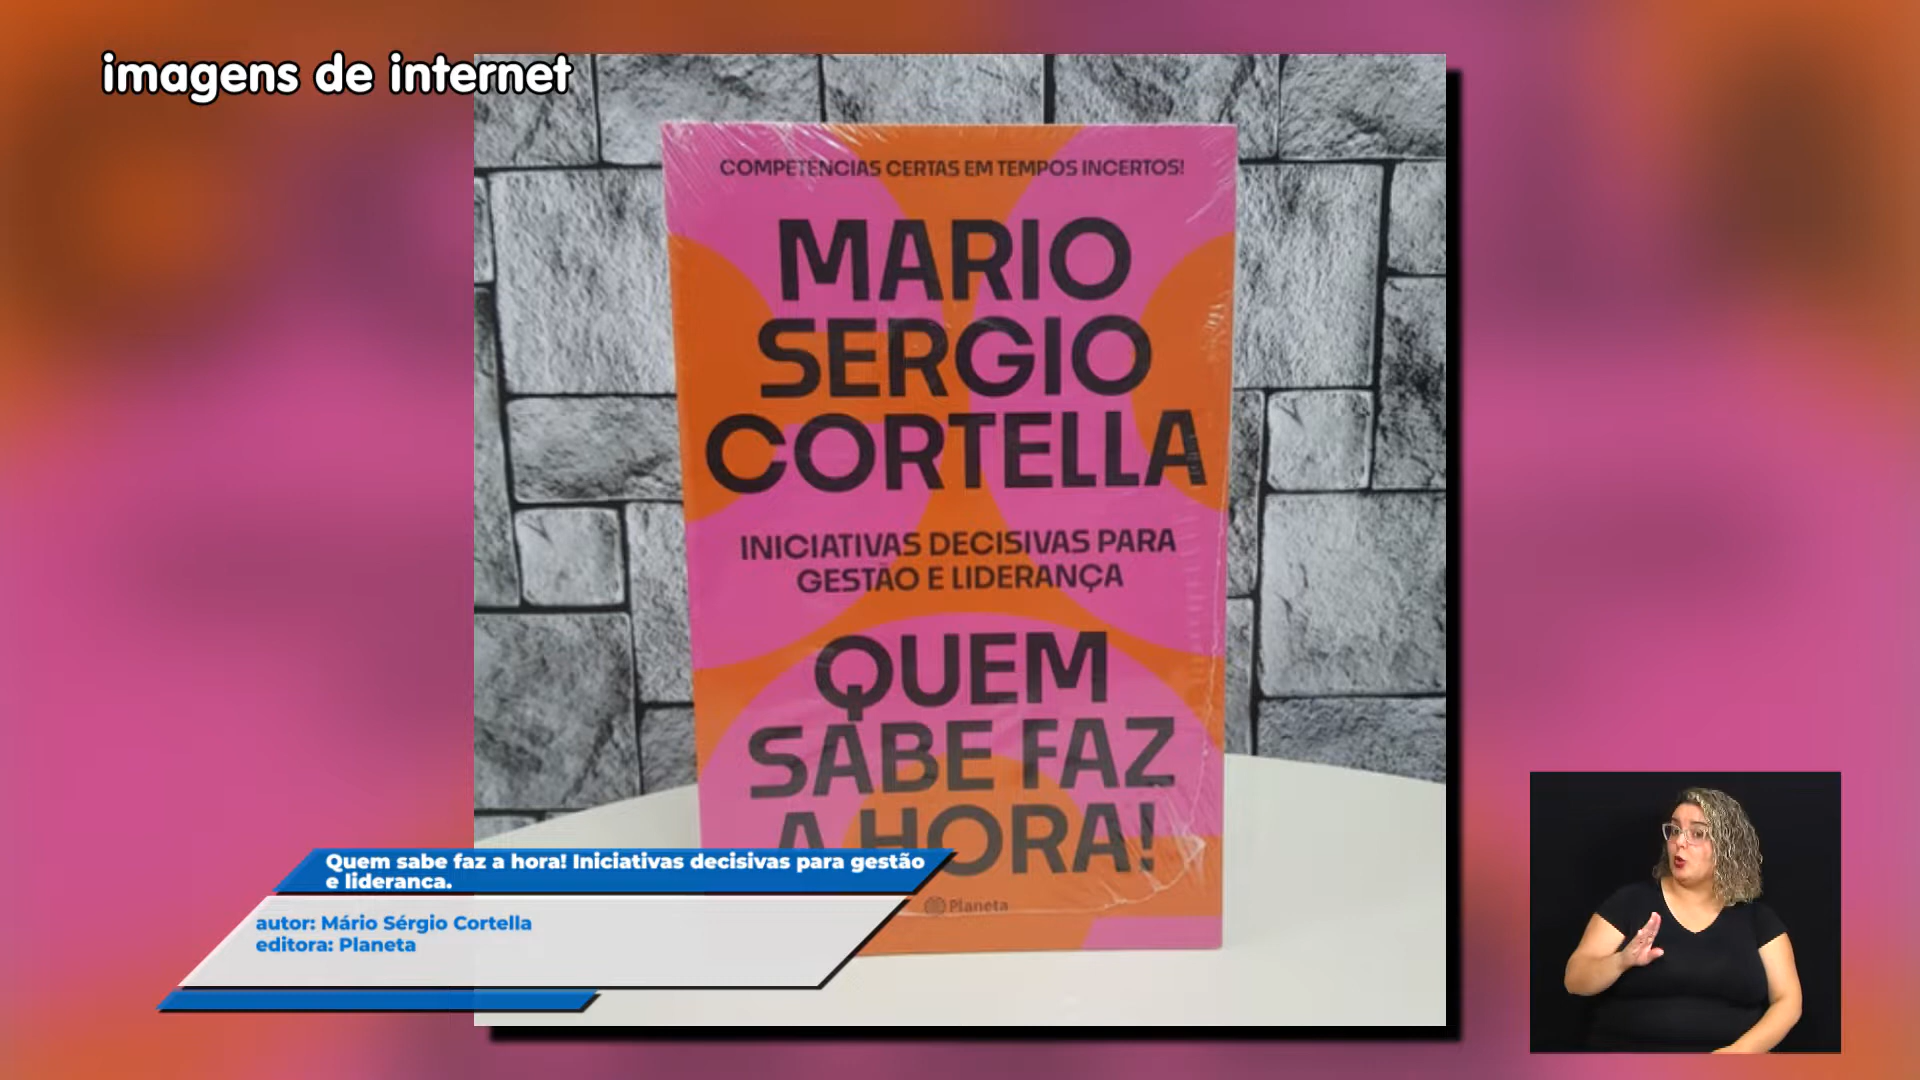 imagens de internet
COMPETÊNCIAS CERTAS EM TEMPOS INCERTOS!
MARIO
SERGIO
CORTELLA
INICIATIVAS DECISIVAS PARA
GESTÃO E LIDERANÇA
QUEM
SABE FAZ
A HORA!
Planeta
Quem sabe faz a hora! Iniciativas decisivas para gestão
e lideranca.
autor: Mário Sérgio Cortella
editora: Planeta